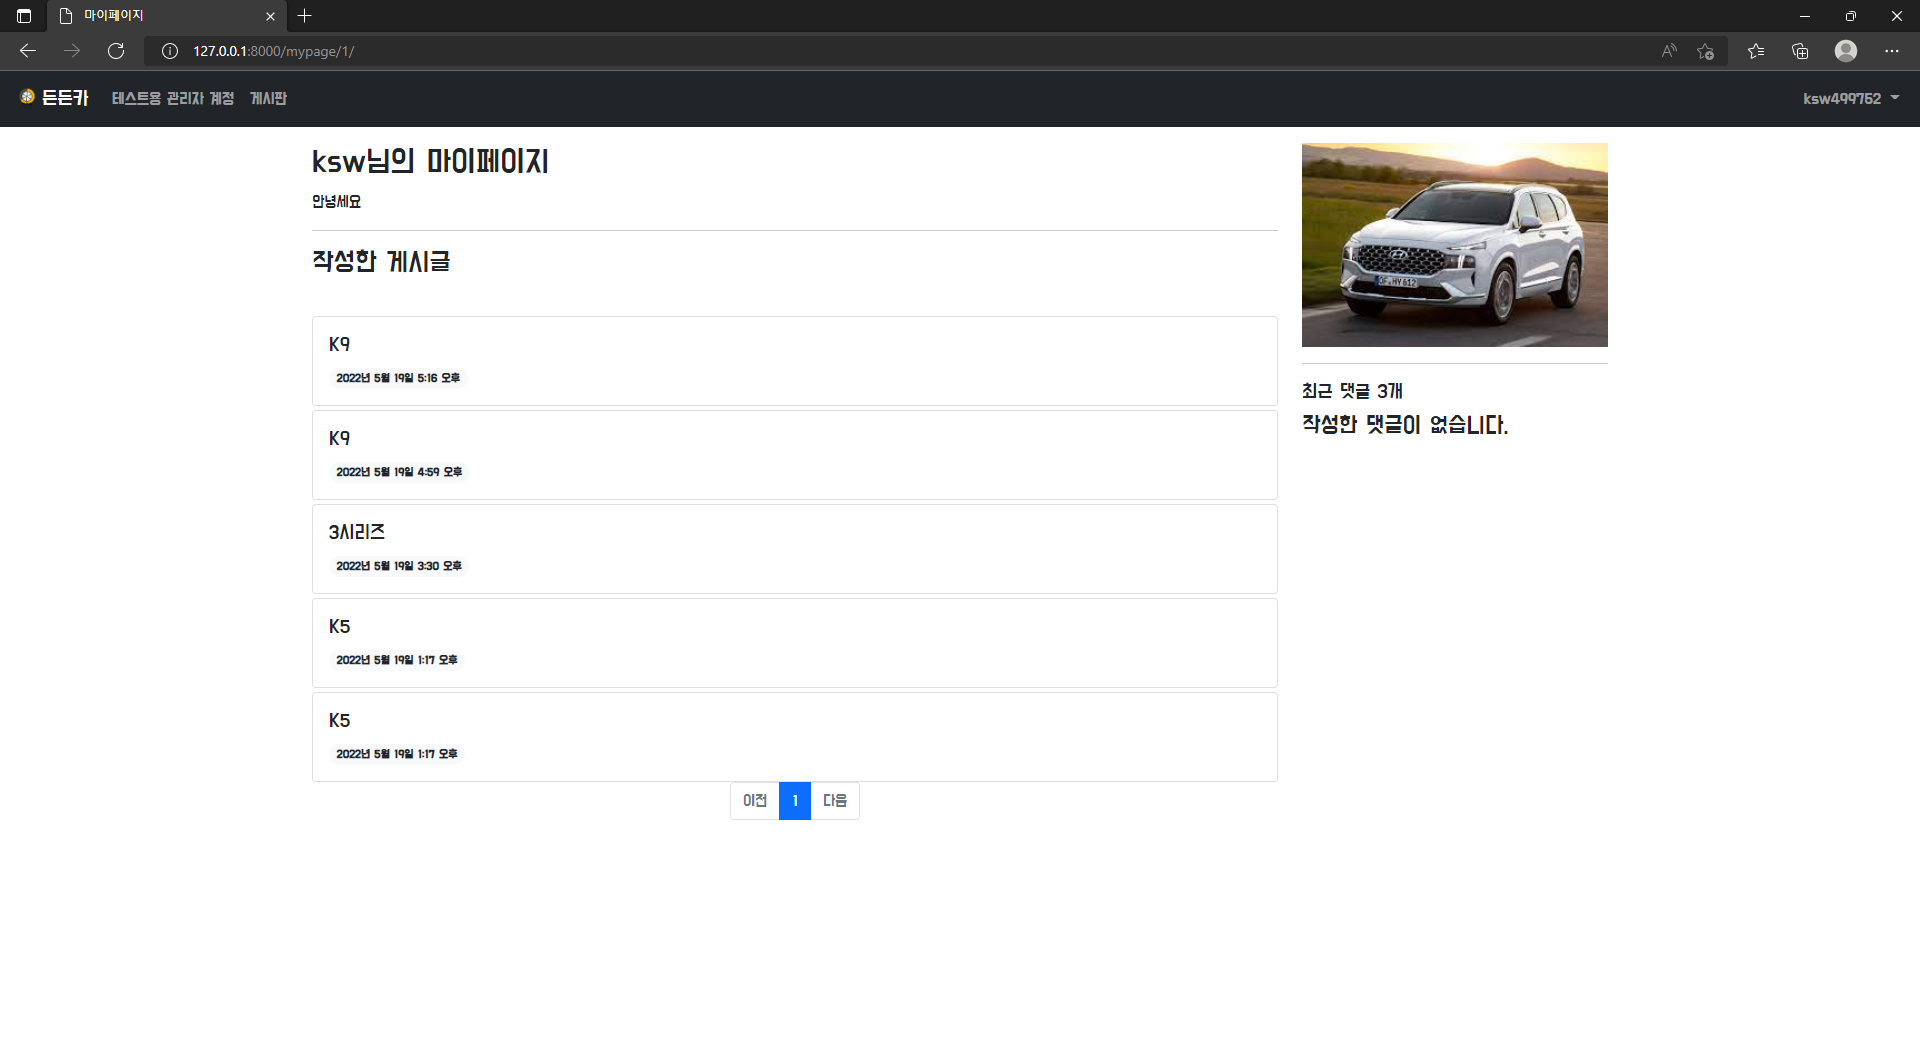 마이페이지
127.0.0.1:8000/mypage/1/
든든카 테스트용 관리자 계정 게시판 ksw499752
ksw님의 마이페이지
안녕세요
작성한 게시글
K9
2022년 5월 19일 5:16 오후
K9
2022년 5월 19일 4:59 오후
3시리즈
2022년 5월 19일 3:30 오후
K5
2022년 5월 19일 1:17 오후
K5
2022년 5월 19일 1:17 오후
이전 1 다음
OF·HY 612
최근 댓글 3개
작성한 댓글이 없습니다.